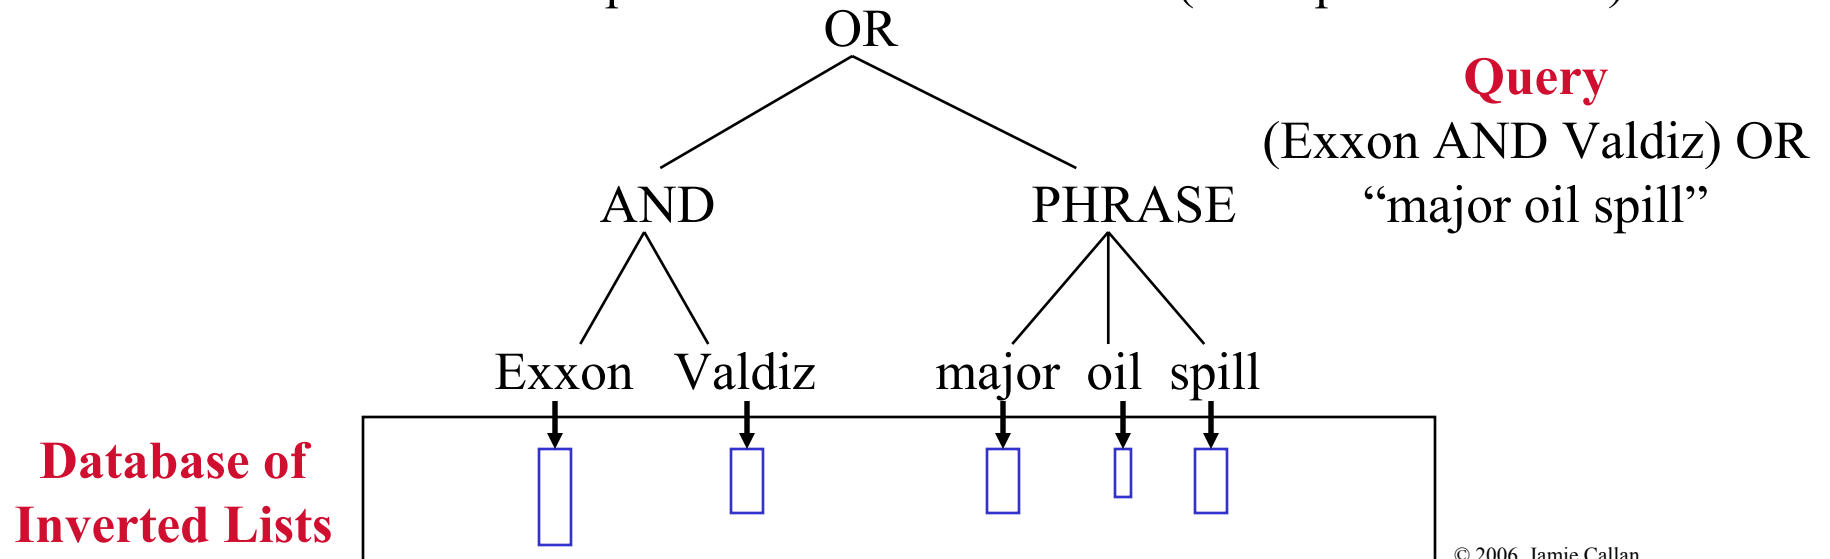 OR
Query
(Exxon AND Valdiz) OR
“major oil spill”
AND PHRASE
Exxon Valdiz major oil spill
Database of
Inverted Lists
© 2006, Jamie Callan